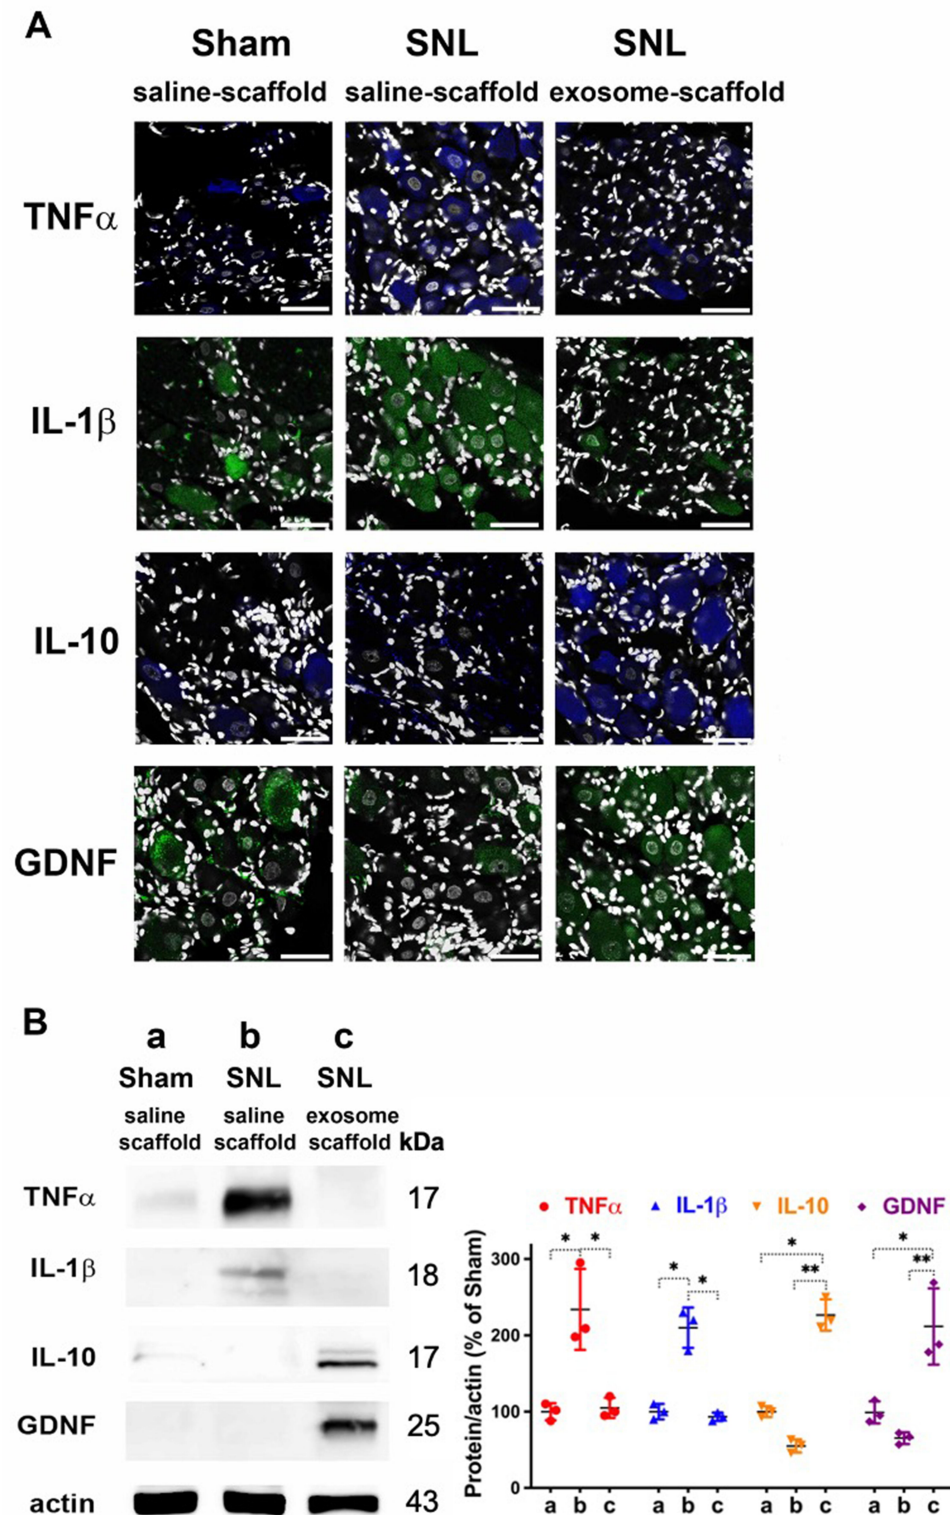 A
Sham SNL SNL
saline-scaffold saline-scaffold exosome-scaffold
TNFα
IL-1β
IL-10
GDNF
B
a b c
Sham SNL SNL
saline saline exosome
scaffold scaffold scaffold kDa
TNFα 17
IL-1β 18
IL-10 17
GDNF 25
actin 43
TNFα IL-1β IL-10 GDNF
Protein/actin (% of Sham)
* * * * * ** * **
300
200
100
0
a b c a b c a b c a b c